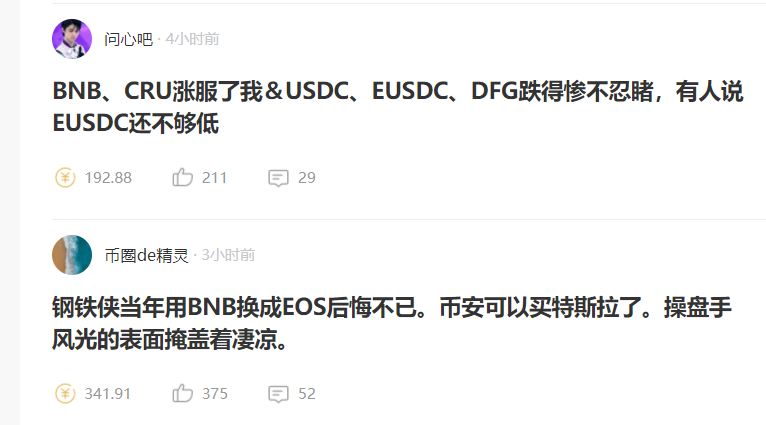 问心吧 · 4小时前
BNB、CRU涨服了我＆USDC、EUSDC、DFG跌得惨不忍睹，有人说
EUSDC还不够低
192.88 211 29
币圈de精灵 · 3小时前
钢铁侠当年用BNB换成EOS后悔不已。币安可以买特斯拉了。操盘手
风光的表面掩盖着凄凉。
341.91 375 52